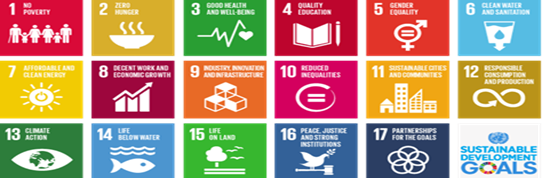 1 NO
POVERTY
2 ZERO
HUNGER
3 GOOD HEALTH
AND WELL-BEING
4 QUALITY
EDUCATION
5 GENDER
EQUALITY
6 CLEAN WATER
AND SANITATION
7 AFFORDABLE AND
CLEAN ENERGY
8 DECENT WORK AND
ECONOMIC GROWTH
9 INDUSTRY, INNOVATION
AND INFRASTRUCTURE
10 REDUCED
INEQUALITIES
11 SUSTAINABLE CITIES
AND COMMUNITIES
12 RESPONSIBLE
CONSUMPTION
AND PRODUCTION
13 CLIMATE
ACTION
14 LIFE
BELOW WATER
15 LIFE
ON LAND
16 PEACE, JUSTICE
AND STRONG
INSTITUTIONS
17 PARTNERSHIPS
FOR THE GOALS
SUSTAINABLE
DEVELOPMENT
GOALS